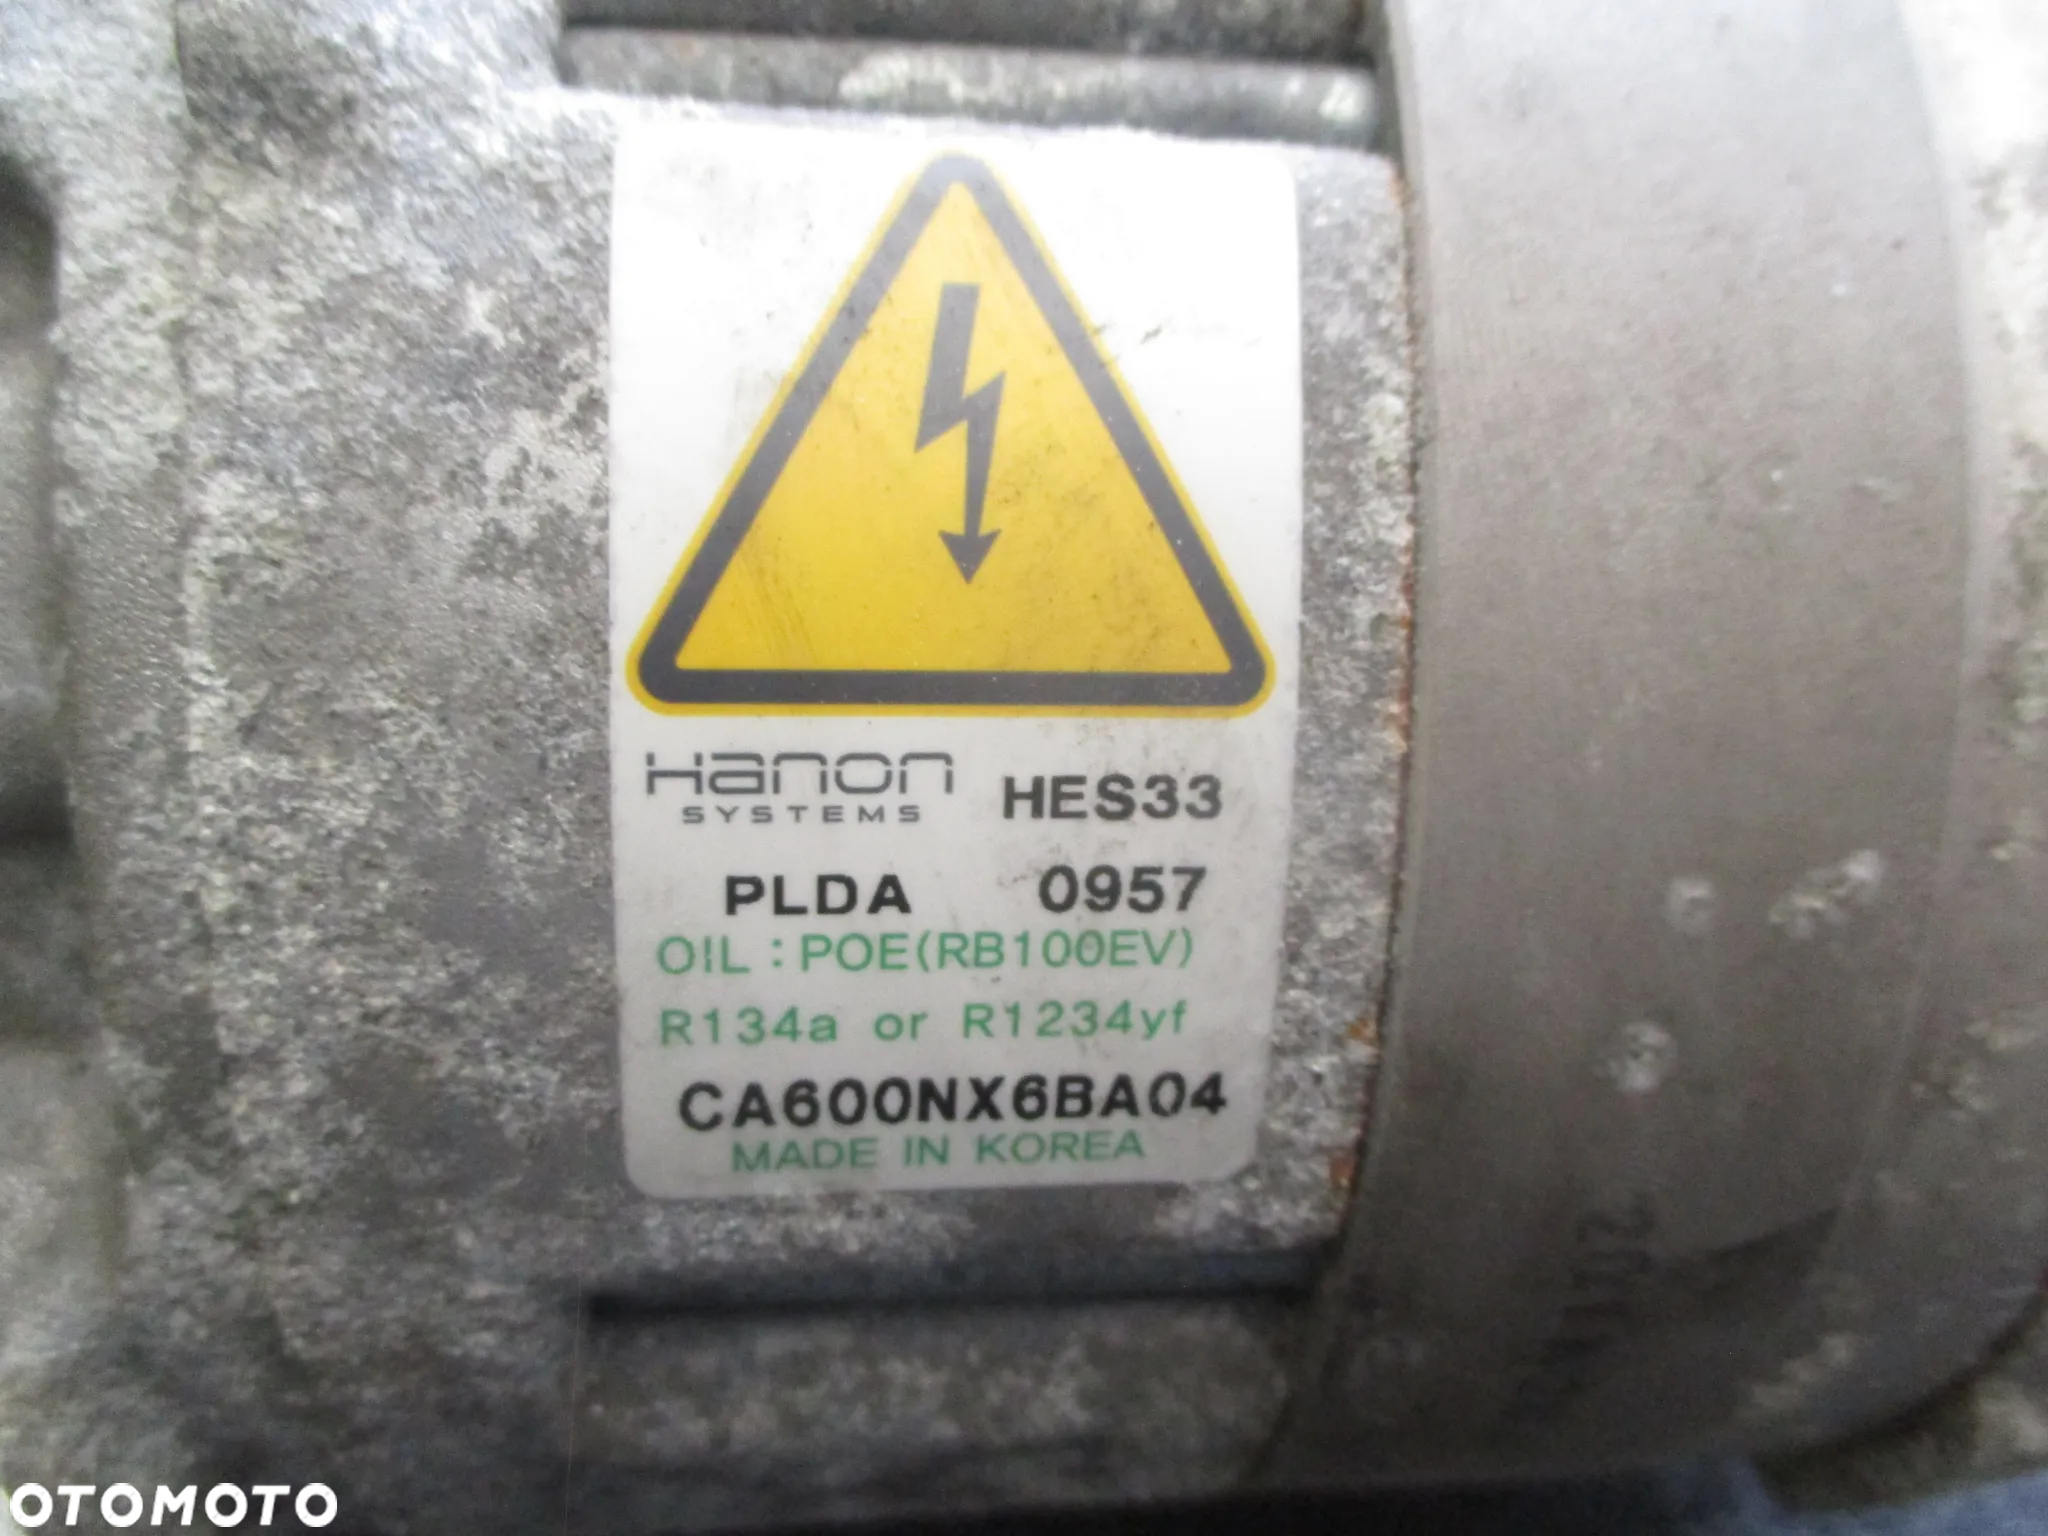 Hanon
SYSTEMS
HES33
PLDA 0957
OIL : POE(RB100EV)
R134a or R1234yf
CA600NX6BA04
MADE IN KOREA
OTOMOTO